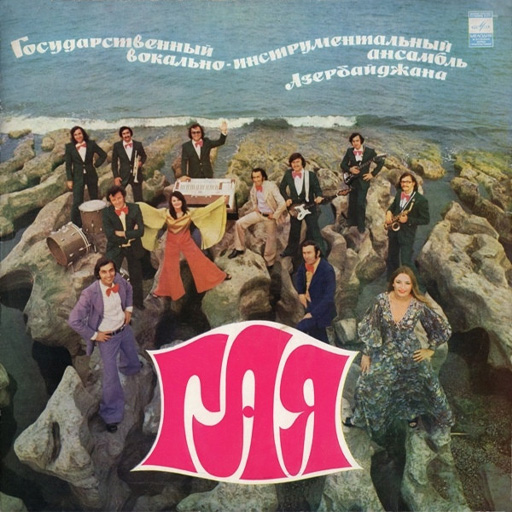 Государственный
вокально-инструментальный
ансамбль
Азербайджана
ГАЯ